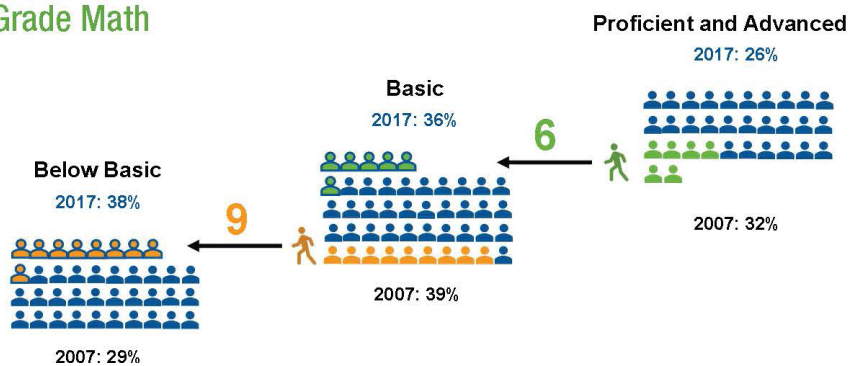 Grade Math
Proficient and Advanced
2017: 26%
Basic
2017: 36%
6
Below Basic
2017: 38%
9
2007: 32%
2007: 39%
2007: 29%